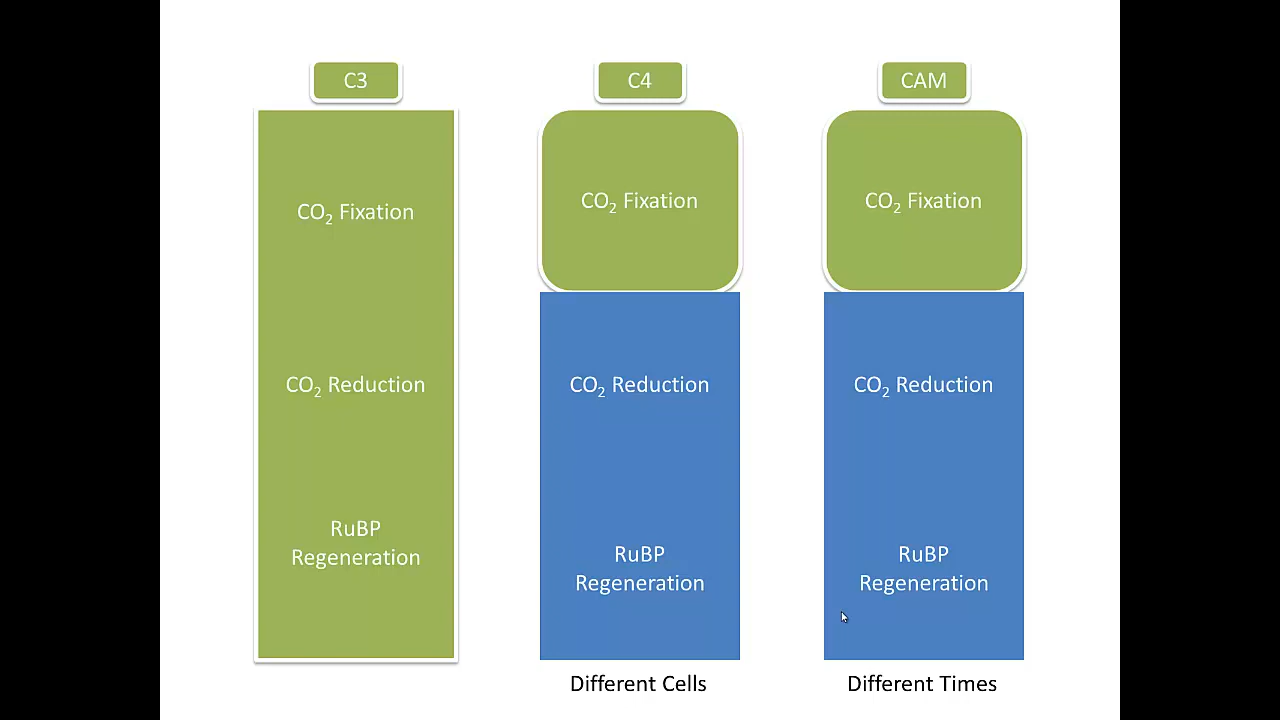 C3
CO₂ Fixation
CO₂ Reduction
RuBP
Regeneration
C4
CO₂ Fixation
CO₂ Reduction
RuBP
Regeneration
Different Cells
CAM
CO₂ Fixation
CO₂ Reduction
RuBP
Regeneration
Different Times